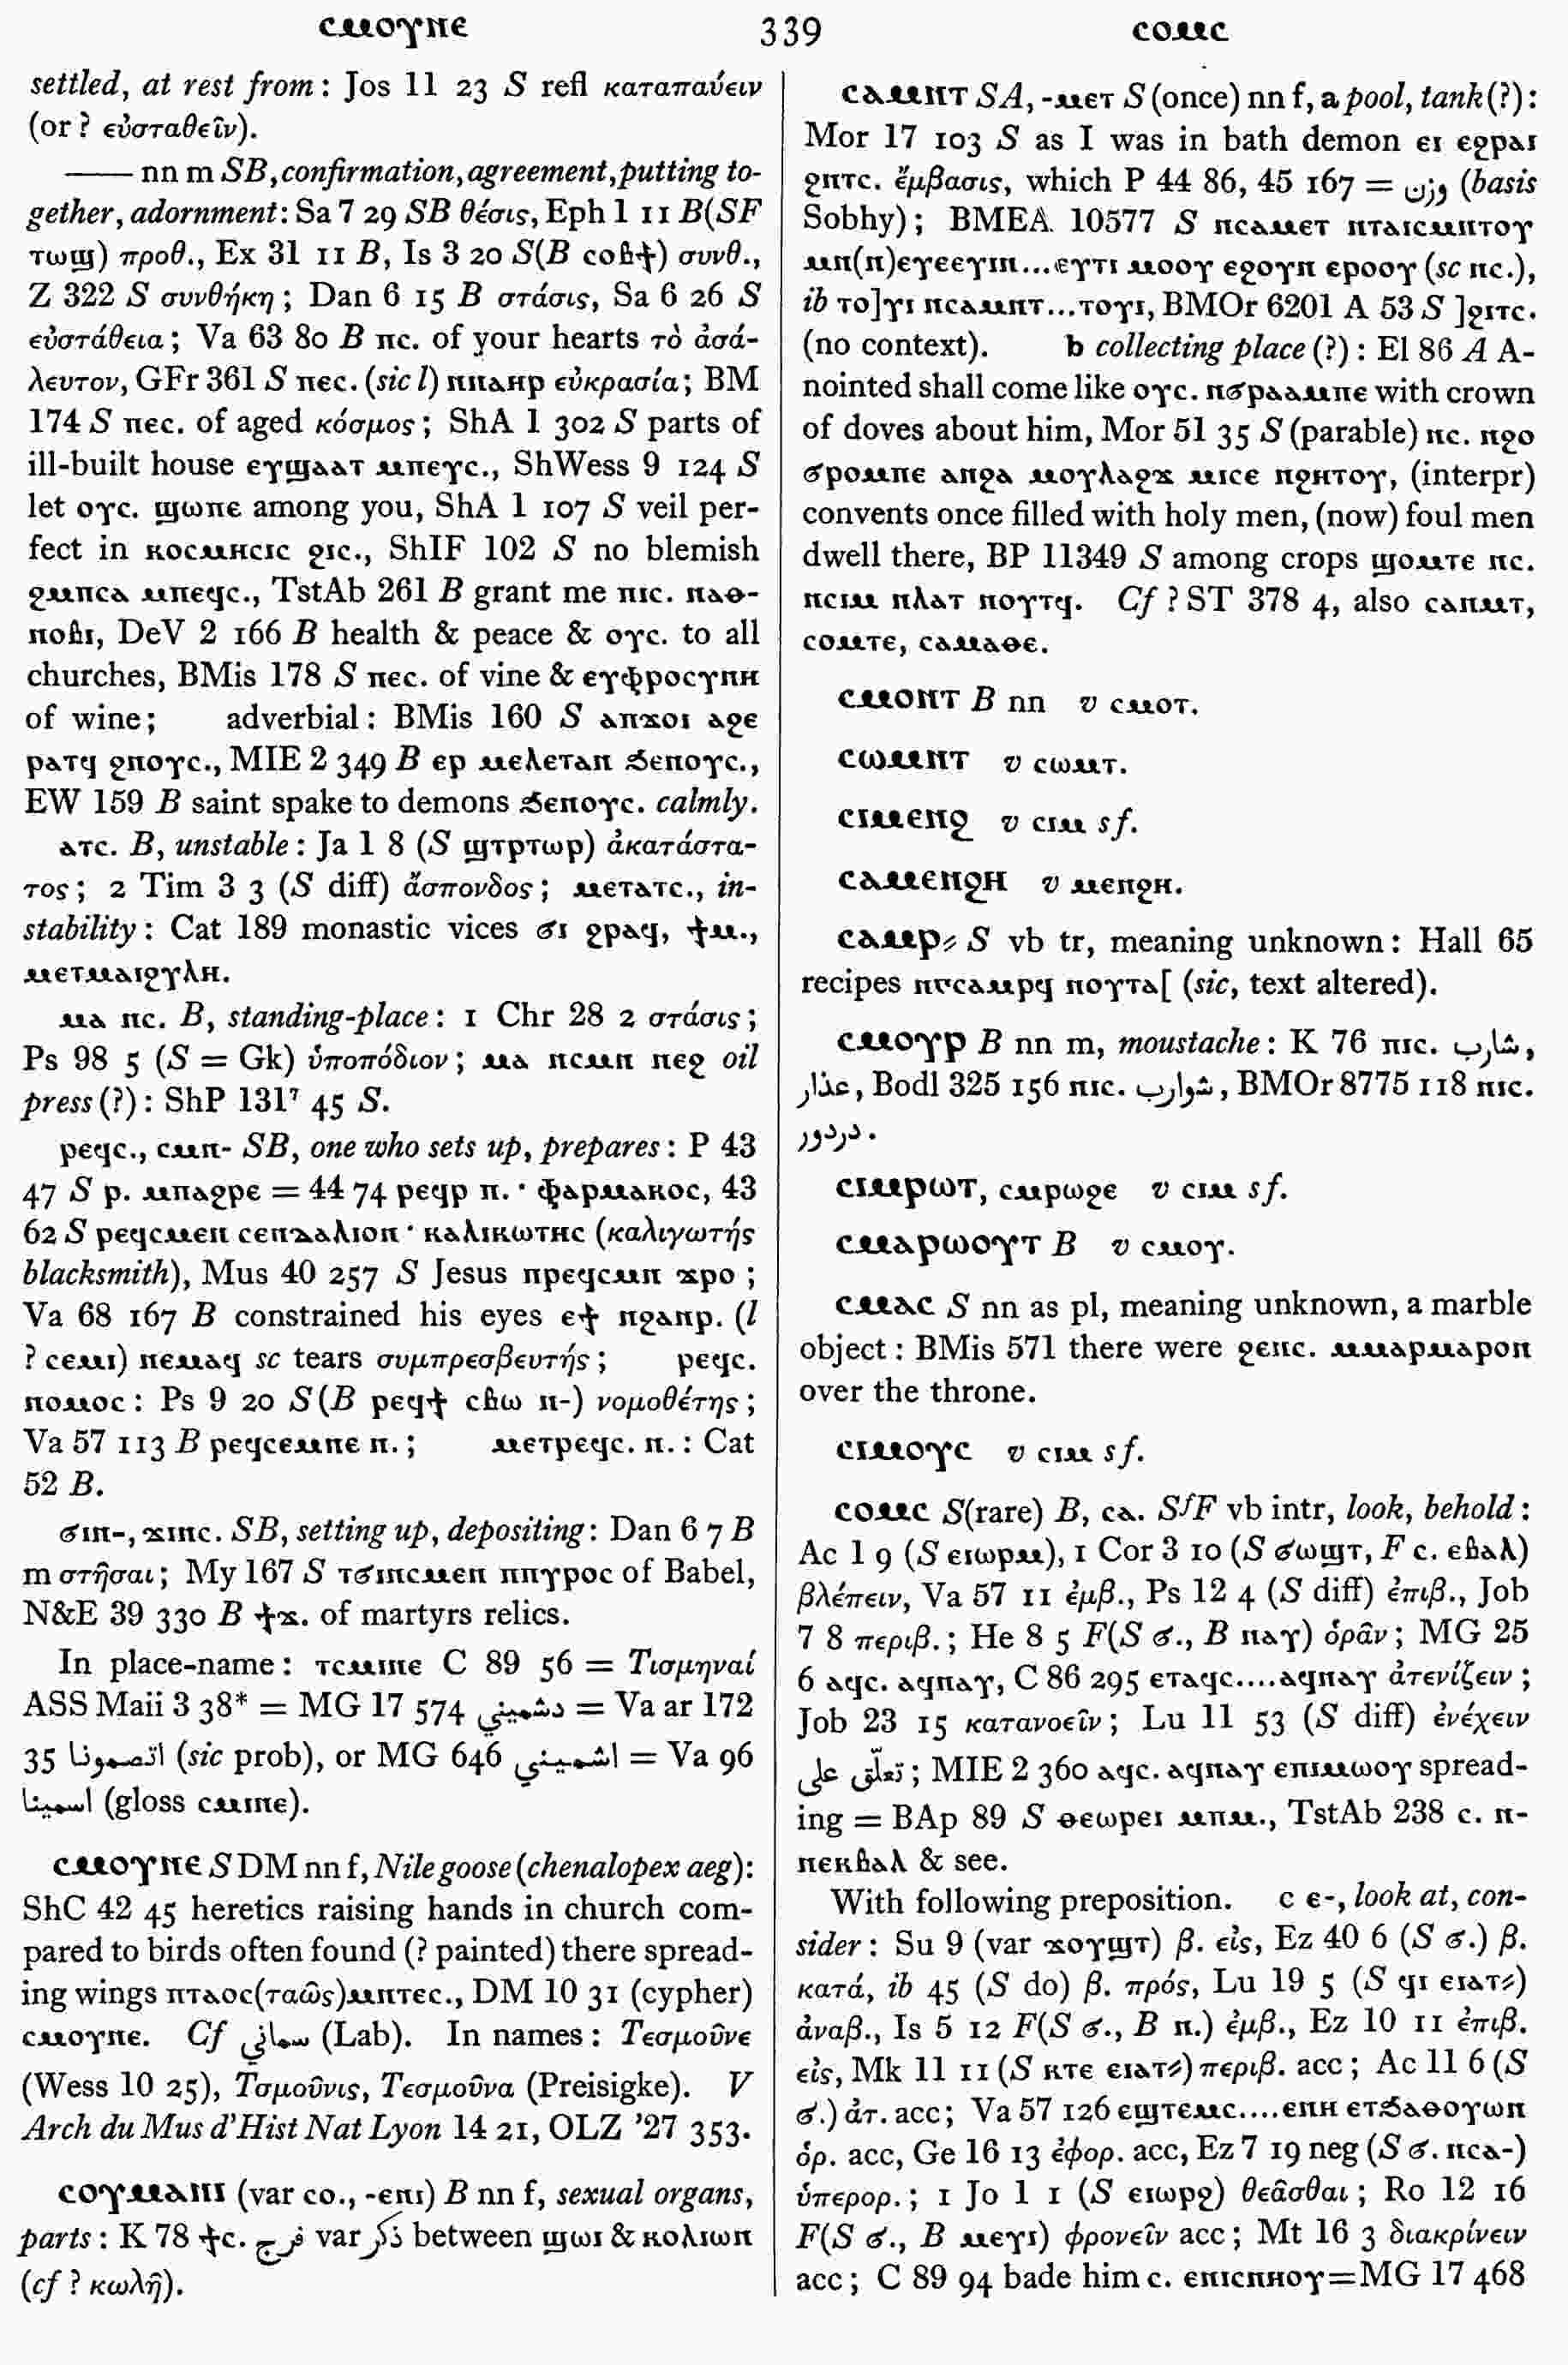 ⲥⲙⲟⲩⲛⲉ 339 ⲥⲟⲙⲥ
settled, at rest from: Jos 11 23 S refl καταπαύειν
(or ? εὐσταθεῖν).
—— nn m SB, confirmation, agreement, putting to-
gether, adornment: Sa 7 29 SB θέσις, Eph 1 11 B(SF
ⲧⲱϣ) προθ., Ex 31 11 B, Is 3 20 S(B ⲥⲟⲃϯ) συνθ.,
Z 322 S συνθήκη; Dan 6 15 B στάσις, Sa 6 26 S
εὐστάθεια; Va 63 80 B ⲡⲥ. of your hearts τὸ ἀσά-
λευτον, GFr 361 S ⲡⲉⲥ. (sic l) ⲛⲡⲁⲏⲣ εὐκρασία; BM
174 S ⲡⲉⲥ. of aged κόσμος; ShA 1 302 S parts of
ill-built house ⲉⲩϣⲁⲁⲧ ⲙⲡⲉⲩⲥ., ShWess 9 124 S
let ⲟⲩⲥ. ϣⲱⲡⲉ among you, ShA 1 107 S veil per-
fect in ⲕⲟⲥⲙⲏⲥⲓⲥ ϩⲓⲥ., ShIF 102 S no blemish
ϩⲙⲡⲥⲁ ⲙⲡⲉϥⲥ., TstAb 261 B grant me ⲡⲓⲥ. ⲛⲁⲑ-
ⲛⲟⲃⲓ, DeV 2 166 B health & peace & ⲟⲩⲥ. to all
churches, BMis 178 S ⲡⲉⲥ. of vine & ⲉⲩⲫⲣⲟⲥⲩⲛⲏ
of wine; adverbial: BMis 160 S ⲁⲡϫⲟⲓ ⲁϩⲉ
ⲣⲁⲧϥ ϩⲛⲟⲩⲥ., MIE 2 349 B ⲉⲣ ⲙⲉⲗⲉⲧⲁⲛ ϧⲉⲛⲟⲩⲥ.,
EW 159 B saint spake to demons ϧⲉⲛⲟⲩⲥ. calmly.
ⲁⲧⲥ. B, unstable: Ja 1 8 (S ϣⲧⲣⲧⲱⲣ) ἀκατάστα-
τος; 2 Tim 3 3 (S diff) ἄσπονδος; ⲙⲉⲧⲁⲧⲥ., in-
stability: Cat 189 monastic vices ϭⲓ ϩⲣⲁϥ, ϯⲙ.,
ⲙⲉⲧⲙⲁⲓϩⲩⲗⲏ.
ⲙⲁ ⲛⲥ. B, standing-place: 1 Chr 28 2 στάσις;
Ps 98 5 (S = Gk) ὑποπόδιον; ⲙⲁ ⲛⲥⲙⲛ ⲛⲉϩ oil
press (?): ShP 131⁷ 45 S.
ⲣⲉϥⲥ., ⲥⲙⲛ- SB, one who sets up, prepares: P 43
47 S ⲣ. ⲙⲡⲁϩⲣⲉ = 44 74 ⲣⲉϥⲣ ⲡ. · ⲫⲁⲣⲙⲁⲕⲟⲥ, 43
62 S ⲣⲉϥⲥⲙⲉⲛ ⲥⲉⲛⲇⲁⲗⲓⲟⲛ · ⲕⲁⲗⲓⲕⲱⲧⲏⲥ (καλιγωτής
blacksmith), Mus 40 257 S Jesus ⲡⲣⲉϥⲥⲙⲛ ϫⲣⲟ;
Va 68 167 B constrained his eyes ⲉϯ ⲛϩⲁⲛⲣ. (l
? ⲥⲉⲙⲓ) ⲛⲉⲙⲁϥ sc tears συμπρεσβευτής; ⲣⲉϥⲥ.
ⲛⲟⲙⲟⲥ: Ps 9 20 S(B ⲣⲉϥϯ ⲥⲃⲱ ⲛ-) νομοθέτης;
Va 57 113 B ⲣⲉϥⲥⲉⲙⲛⲉ ⲛ.; ⲙⲉⲧⲣⲉϥⲥ. ⲛ.: Cat
52 B.
ϭⲓⲛ-, ϫⲓⲛⲥ. SB, setting up, depositing: Dan 6 7 B
m στῆσαι; My 167 S ⲧϭⲓⲛⲥⲙⲉⲛ ⲡⲡⲩⲣⲟⲥ of Babel,
N&E 39 330 B ϯϫ. of martyrs relics.
In place-name: ⲧⲥⲙⲓⲛⲉ C 89 56 = Τισμηναί
ASS Maii 3 38* = MG 17 574 دشميني = Va ar 172
35 اتصمونا (sic prob), or MG 646 اشميني = Va 96
اسمينا (gloss ⲥⲙⲓⲛⲉ).
ⲥⲙⲟⲩⲛⲉ S DM nn f, Nile goose (chenalopex aeg):
ShC 42 45 heretics raising hands in church com-
pared to birds often found (? painted) there spread-
ing wings ⲛⲧⲁⲟⲥ(ταῶς)ⲙⲛⲧⲉⲥ., DM 10 31 (cypher)
ⲥⲙⲟⲩⲛⲉ. Cf سماني (Lab). In names: Τεσμοῦνε
(Wess 10 25), Τσμοῦνις, Τεσμοῦνα (Preisigke). V
Arch du Mus d'Hist Nat Lyon 14 21, OLZ '27 353.
ⲥⲟⲩⲙⲁⲛⲓ (var ⲥⲟ., -ⲉⲛⲓ) B nn f, sexual organs,
parts: K 78 ϯⲥ. فرج var ذكر between ϣⲱⲓ & ⲕⲟⲗⲓⲱⲛ
(cf ? κωλῆ).
ⲥⲁⲙⲛⲧ SA, -ⲙⲉⲧ S (once) nn f, a pool, tank (?):
Mor 17 103 S as I was in bath demon ⲉⲓ ⲉϩⲣⲁⲓ
ϩⲛⲧⲥ. ἔμβασις, which P 44 86, 45 167 = وزن (basis
Sobhy); BMEA 10577 S ⲡⲥⲁⲙⲉⲧ ⲛⲧⲁⲓⲥⲙⲛⲧⲟⲩ
ⲙⲛ(ⲛ)ⲉⲩⲉⲉⲩⲓⲛ...ⲉⲩⲧⲓ ⲙⲟⲟⲩ ⲉϩⲟⲩⲛ ⲉⲣⲟⲟⲩ (sc ⲛⲥ.),
ib ⲧⲟ]ⲩⲓ ⲛⲥⲁⲙⲛⲧ...ⲧⲟⲩⲓ, BMOr 6201 A 53 S ]ϩⲓⲧⲥ.
(no context). b collecting place (?): El 86 A A-
nointed shall come like ⲟⲩⲥ. ⲛϭⲣⲁⲁⲙⲡⲉ with crown
of doves about him, Mor 51 35 S (parable) ⲛⲥ. ⲛϩⲟ
ϭⲣⲟⲙⲡⲉ ⲁⲡϩⲁ ⲙⲟⲩⲗⲁϩϫ ⲙⲓⲥⲉ ⲛϩⲏⲧⲟⲩ, (interpr)
convents once filled with holy men, (now) foul men
dwell there, BP 11349 S among crops ϣⲟⲙⲧⲉ ⲛⲥ.
ⲛⲥⲓⲙ ⲛⲗⲁⲧ ⲛⲟⲩⲧϥ. Cf ? ST 378 4, also ⲥⲁⲛⲙⲧ,
ⲥⲟⲙⲧⲉ, ⲥⲁⲙⲁⲑⲉ.
ⲥⲙⲟⲛⲧ B nn v ⲥⲙⲟⲧ.
ⲥⲱⲙⲛⲧ v ⲥⲱⲙⲧ.
ⲥⲓⲙⲉⲛϩ v ⲥⲓⲙ sf.
ⲥⲁⲙⲉⲛϩⲏ v ⲙⲉⲛϩⲏ.
ⲥⲁⲙⲣ⸗ S vb tr, meaning unknown: Hall 65
recipes ⲛⲅⲥⲁⲙⲣϥ ⲛⲟⲩⲧⲁ[ (sic, text altered).
ⲥⲙⲟⲩⲣ B nn m, moustache: K 76 ⲡⲓⲥ. شارب,
عذار, Bodl 325 156 ⲡⲓⲥ. شوارب, BMOr 8775 118 ⲡⲓⲥ.
دردور.
ⲥⲓⲙⲣⲱⲧ, ⲥⲙⲣⲱϩⲉ v ⲥⲓⲙ sf.
ⲥⲙⲁⲣⲱⲟⲩⲧ B v ⲥⲙⲟⲩ.
ⲥⲙⲁⲥ S nn as pl, meaning unknown, a marble
object: BMis 571 there were ϩⲉⲛⲥ. ⲙⲙⲁⲣⲙⲁⲣⲟⲛ
over the throne.
ⲥⲓⲙⲟⲩⲥ v ⲥⲓⲙ sf.
ⲥⲟⲙⲥ S(rare) B, ⲥⲁ. SᶠF vb intr, look, behold:
Ac 1 9 (S ⲉⲓⲱⲣⲙ), 1 Cor 3 10 (S ϭⲱϣⲧ, F ⲥ. ⲉⲃⲁⲗ)
βλέπειν, Va 57 11 ἐμβ., Ps 12 4 (S diff) ἐπιβ., Job
7 8 περιβ.; He 8 5 F(S ϭ., B ⲛⲁⲩ) ὁρᾶν; MG 25
6 ⲁϥⲥ. ⲁϥⲛⲁⲩ, C 86 295 ⲉⲧⲁϥⲥ....ⲁϥⲛⲁⲩ ἀτενίζειν;
Job 23 15 κατανοεῖν; Lu 11 53 (S diff) ἐνέχειν
تعلّق على; MIE 2 360 ⲁϥⲥ. ⲁϥⲛⲁⲩ ⲉⲡⲓⲙⲱⲟⲩ spread-
ing = BAp 89 S ⲑⲉⲱⲣⲉⲓ ⲙⲡⲙ., TstAb 238 ⲥ. ⲛ-
ⲛⲉⲕⲃⲁⲗ & see.
With following preposition. ⲥ ⲉ-, look at, con-
sider: Su 9 (var ϫⲟⲩϣⲧ) β. εἰς, Ez 40 6 (S ϭ.) β.
κατά, ib 45 (S do) β. πρός, Lu 19 5 (S ϥⲓ ⲉⲓⲁⲧ⸗)
ἀναβ., Is 5 12 F(S ϭ., B ⲛ.) ἐμβ., Ez 10 11 ἐπιβ.
εἰς, Mk 11 11 (S ⲕⲧⲉ ⲉⲓⲁⲧ⸗) περιβ. acc; Ac 11 6 (S
ϭ.) ἀτ. acc; Va 57 126 ⲉϣⲧⲉⲙⲥ....ⲉⲛⲏ ⲉⲧϧⲁⲑⲟⲩⲱⲛ
ὁρ. acc, Ge 16 13 ἐφορ. acc, Ez 7 19 neg (S ϭ. ⲛⲥⲁ-)
ὑπερορ.; 1 Jo 1 1 (S ⲉⲓⲱⲣϩ) θεᾶσθαι; Ro 12 16
F(S ϭ., B ⲙⲉⲩⲓ) φρονεῖν acc; Mt 16 3 διακρίνειν
acc; C 89 94 bade him ⲥ. ⲉⲛⲓⲥⲛⲏⲟⲩ=MG 17 468